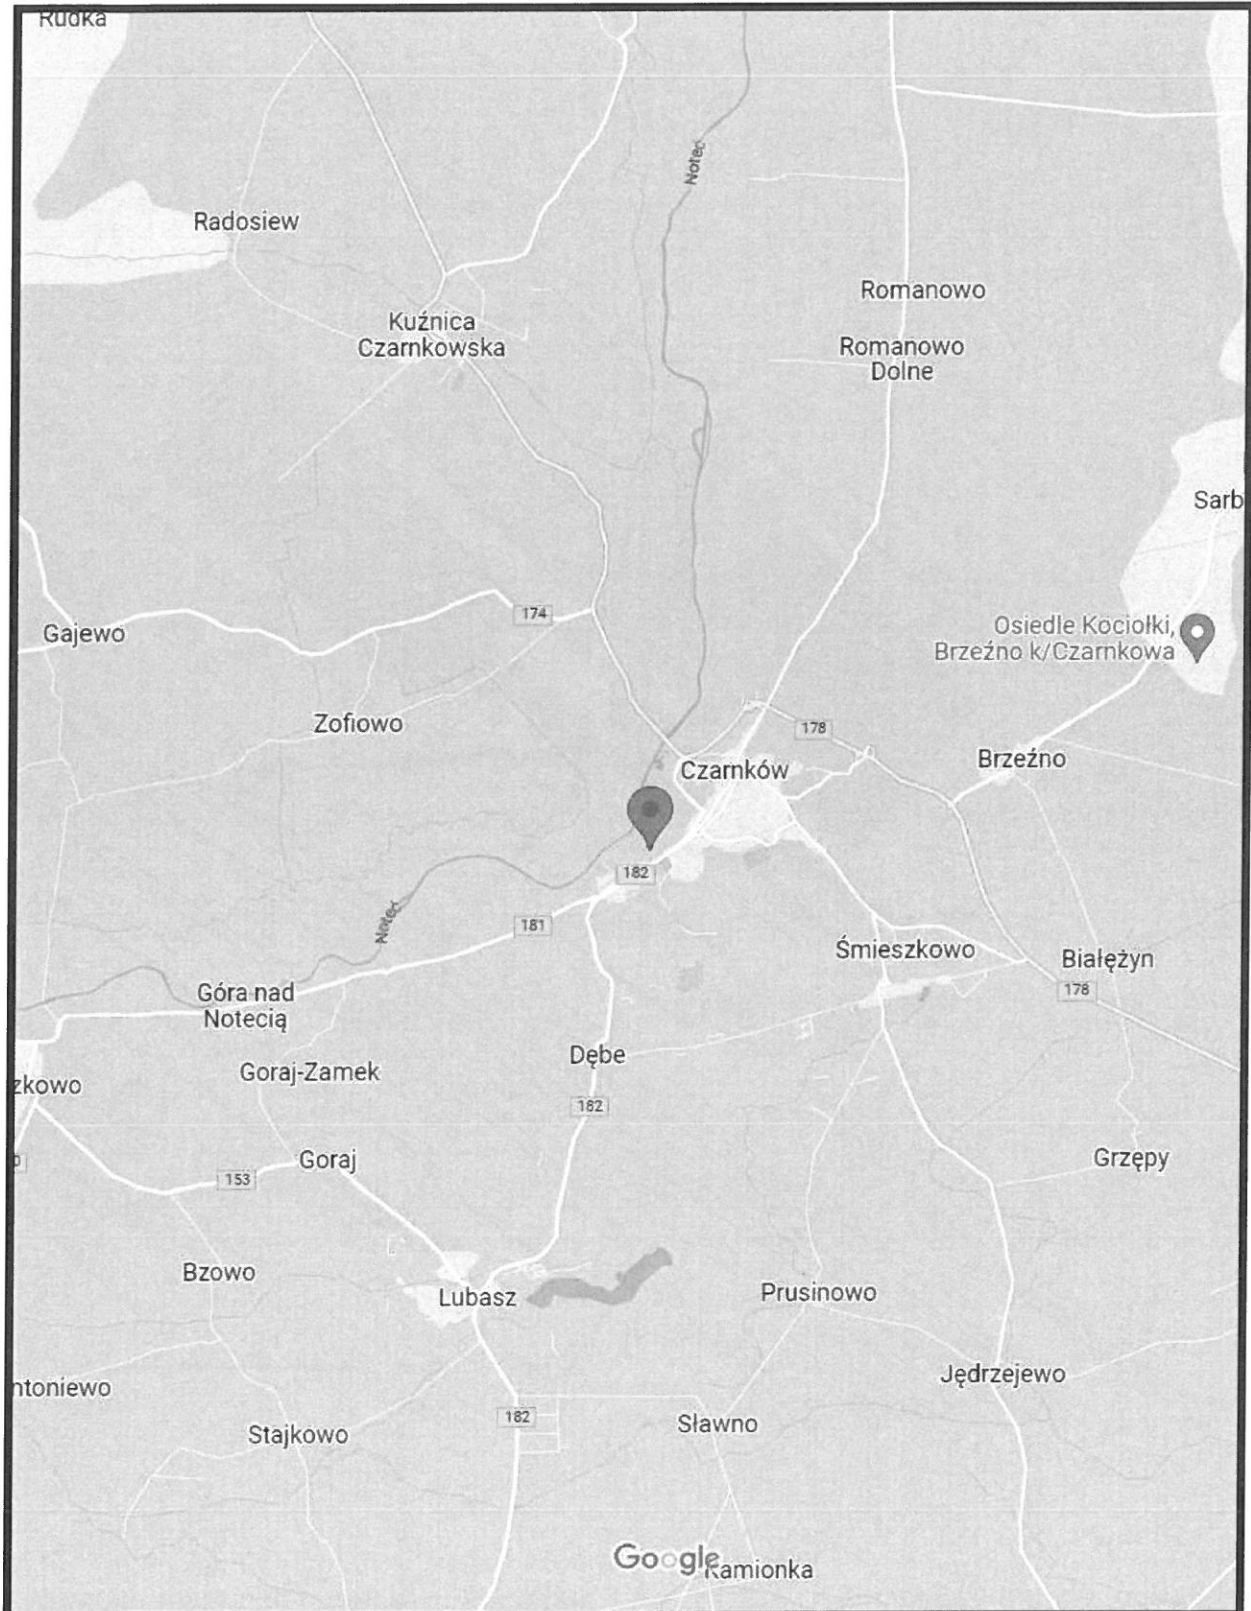 Rudka
Noteć
Radosiew
Romanowo
Kuźnica
Czarnkowska
Romanowo
Dolne
Sarb
174
Gajewo
Osiedle Kociołki,
Brzeźno k/Czarnkowa
Zofiowo
178
Brzeźno
Czarnków
182
Noteć
181
Śmieszkowo
Białężyn
178
Góra nad
Notecią
Dębe
Goraj-Zamek
zkowo
182
Goraj
Grzępy
153
Bzowo
Lubasz
Prusinowo
Jędrzejewo
ntoniewo
182
Sławno
Stajkowo
Google
Kamionka